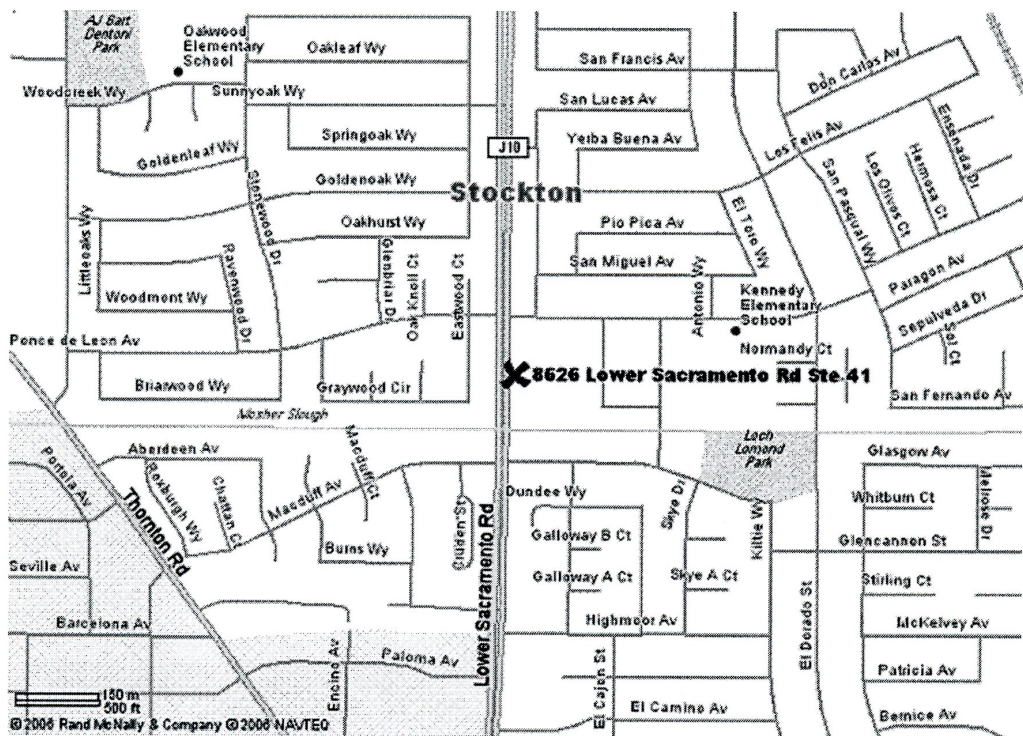 AJ Bart
Dentoni
Park
Oakwood
Elementary
School
Oakleaf Wy
San Francis Av
Don Carlos Av
Woodcreek Wy
Sunnyoak Wy
San Lucas Av
Springoak Wy
J10
Yerba Buena Av
Los Felis Av
Ensenada Dr
Goldenleaf Wy
Hermosa Ct
Los Olivos Ct
San Pasqual Wy
Goldenoak Wy
Stockton
Stonewood Dr
Oakhurst Wy
Pio Pica Av
El Toro Wy
Littleoaks Wy
Ravenwood Dr
Glenbriar Dr
Oak Knoll Ct
Eastwood Ct
San Miguel Av
Antonio Wy
Paragon Av
Woodmont Wy
Kennedy
Elementary
School
Sepulveda Dr
Sol Ct
Ponce de Leon Av
Normandy Ct
Briarwood Wy
Graywood Cir
8626 Lower Sacramento Rd Ste 41
San Fernando Av
Mosher Slough
Aberdeen Av
Macduff Ct
Loch
Lomond
Park
Glasgow Av
Portola Av
Roxburgh Wy
Chattan Ct
Macduff Av
Dundee Wy
Skye Dr
Whitburn Ct
Melrose Dr
Thornton Rd
Cruden St
Lower Sacramento Rd
Kiltie Wy
Burns Wy
Galloway B Ct
Glencannon St
Seville Av
Galloway A Ct
Skye A Ct
Stirling Ct
Barcelona Av
Highmoor Av
El Dorado St
McKelvey Av
Encino Av
Paloma Av
El Cajon St
Patricia Av
150 m
500 ft
El Camino Av
Bernice Av
© 2006 Rand McNally & Company © 2006 NAVTEQ